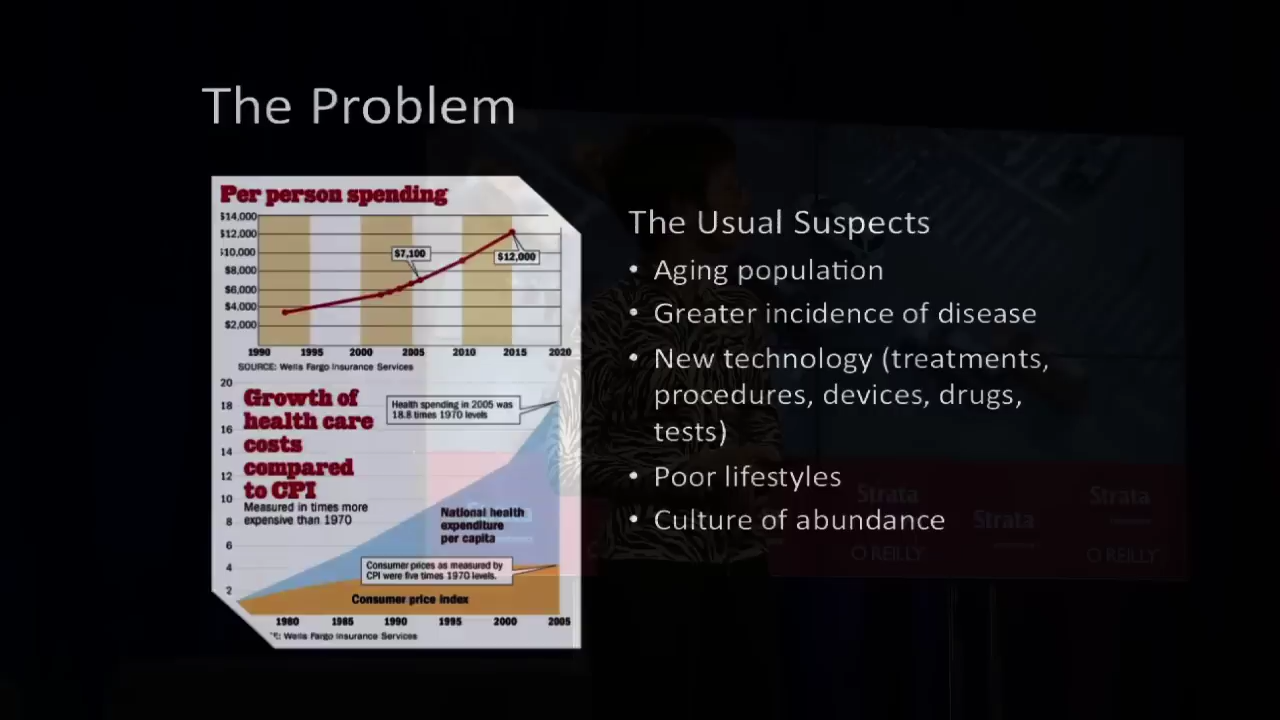 The Problem
Per person spending
$14,000
$12,000
$10,000
$8,000
$6,000
$4,000
$2,000
$7,100
$12,000
1990 1995 2000 2005 2010 2015 2020
SOURCE: Wells Fargo Insurance Services
20
18
16
14
12
10
8
6
4
2
Growth of
health care
costs
compared
to CPI
Measured in times more
expensive than 1970
Health spending in 2005 was
18.8 times 1970 levels
National health
expenditure
per capita
Consumer prices as measured by
CPI were five times 1970 levels.
Consumer price index
1980 1985 1990 1995 2000 2005
: Wells Fargo Insurance Services
The Usual Suspects
• Aging population
• Greater incidence of disease
• New technology (treatments,
procedures, devices, drugs,
tests)
• Poor lifestyles
• Culture of abundance
Strata
Strata
Strata
O'REILLY
O'REILLY